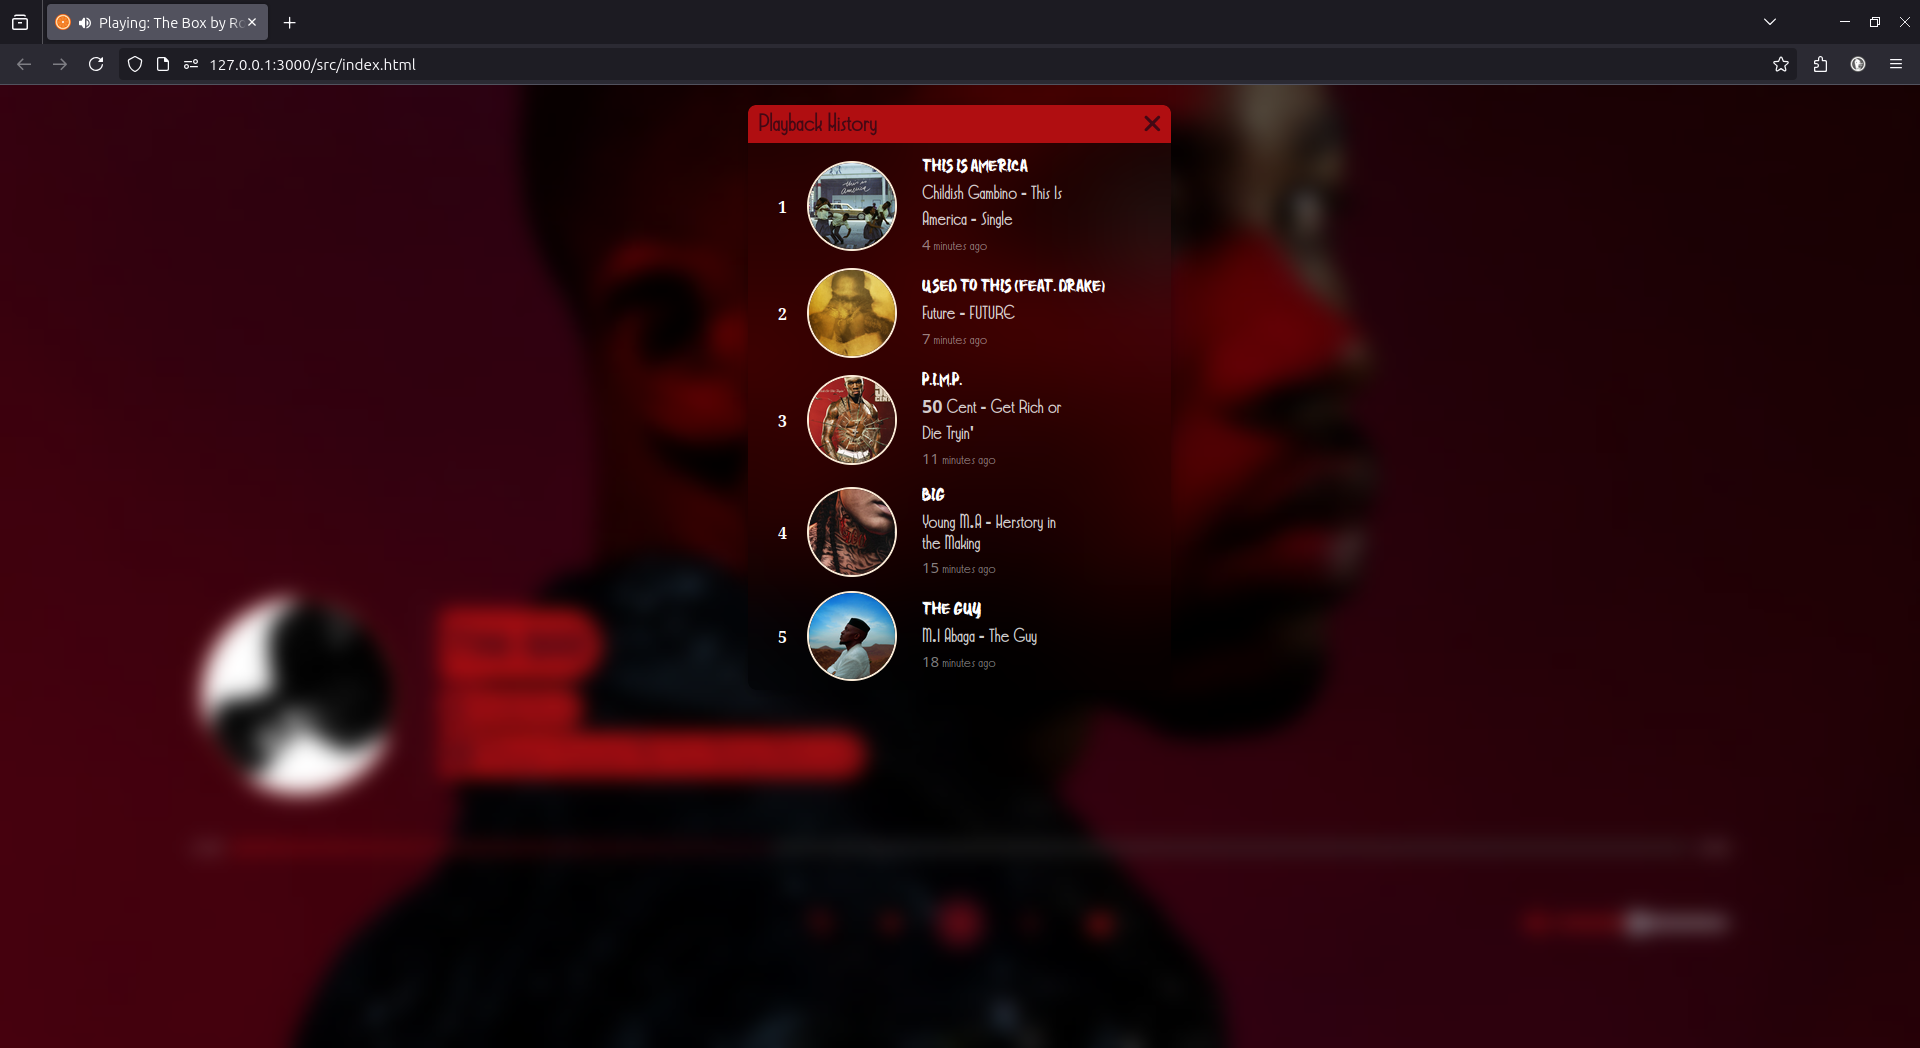 Playing: The Box by Ro
127.0.0.1:3000/src/index.html
Playback History
1
THIS IS AMERICA
Childish Gambino - This Is
America - Single
4 minutes ago
2
USED TO THIS (FEAT. DRAKE)
Future - FUTURE
7 minutes ago
3
P.I.M.P.
50 Cent - Get Rich or
Die Tryin'
11 minutes ago
4
BIG
Young M.A - Herstory in
the Making
15 minutes ago
5
THE GUY
M.I Abaga - The Guy
18 minutes ago